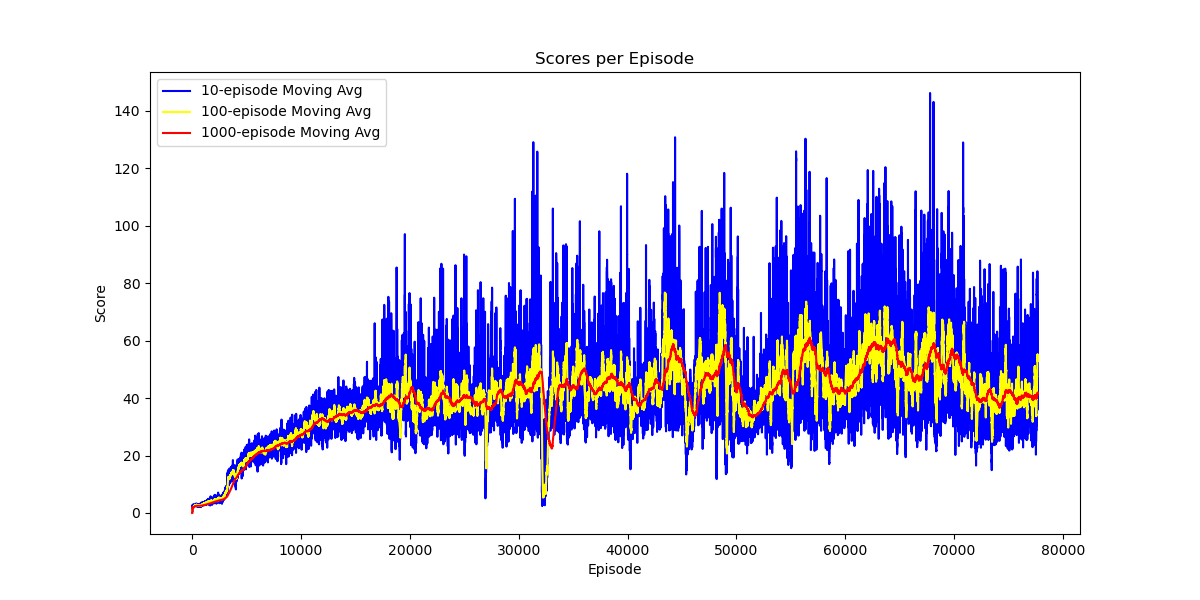 Scores per Episode
10-episode Moving Avg
100-episode Moving Avg
1000-episode Moving Avg
140
120
100
80
60
40
20
0
Score
0 10000 20000 30000 40000 50000 60000 70000 80000
Episode